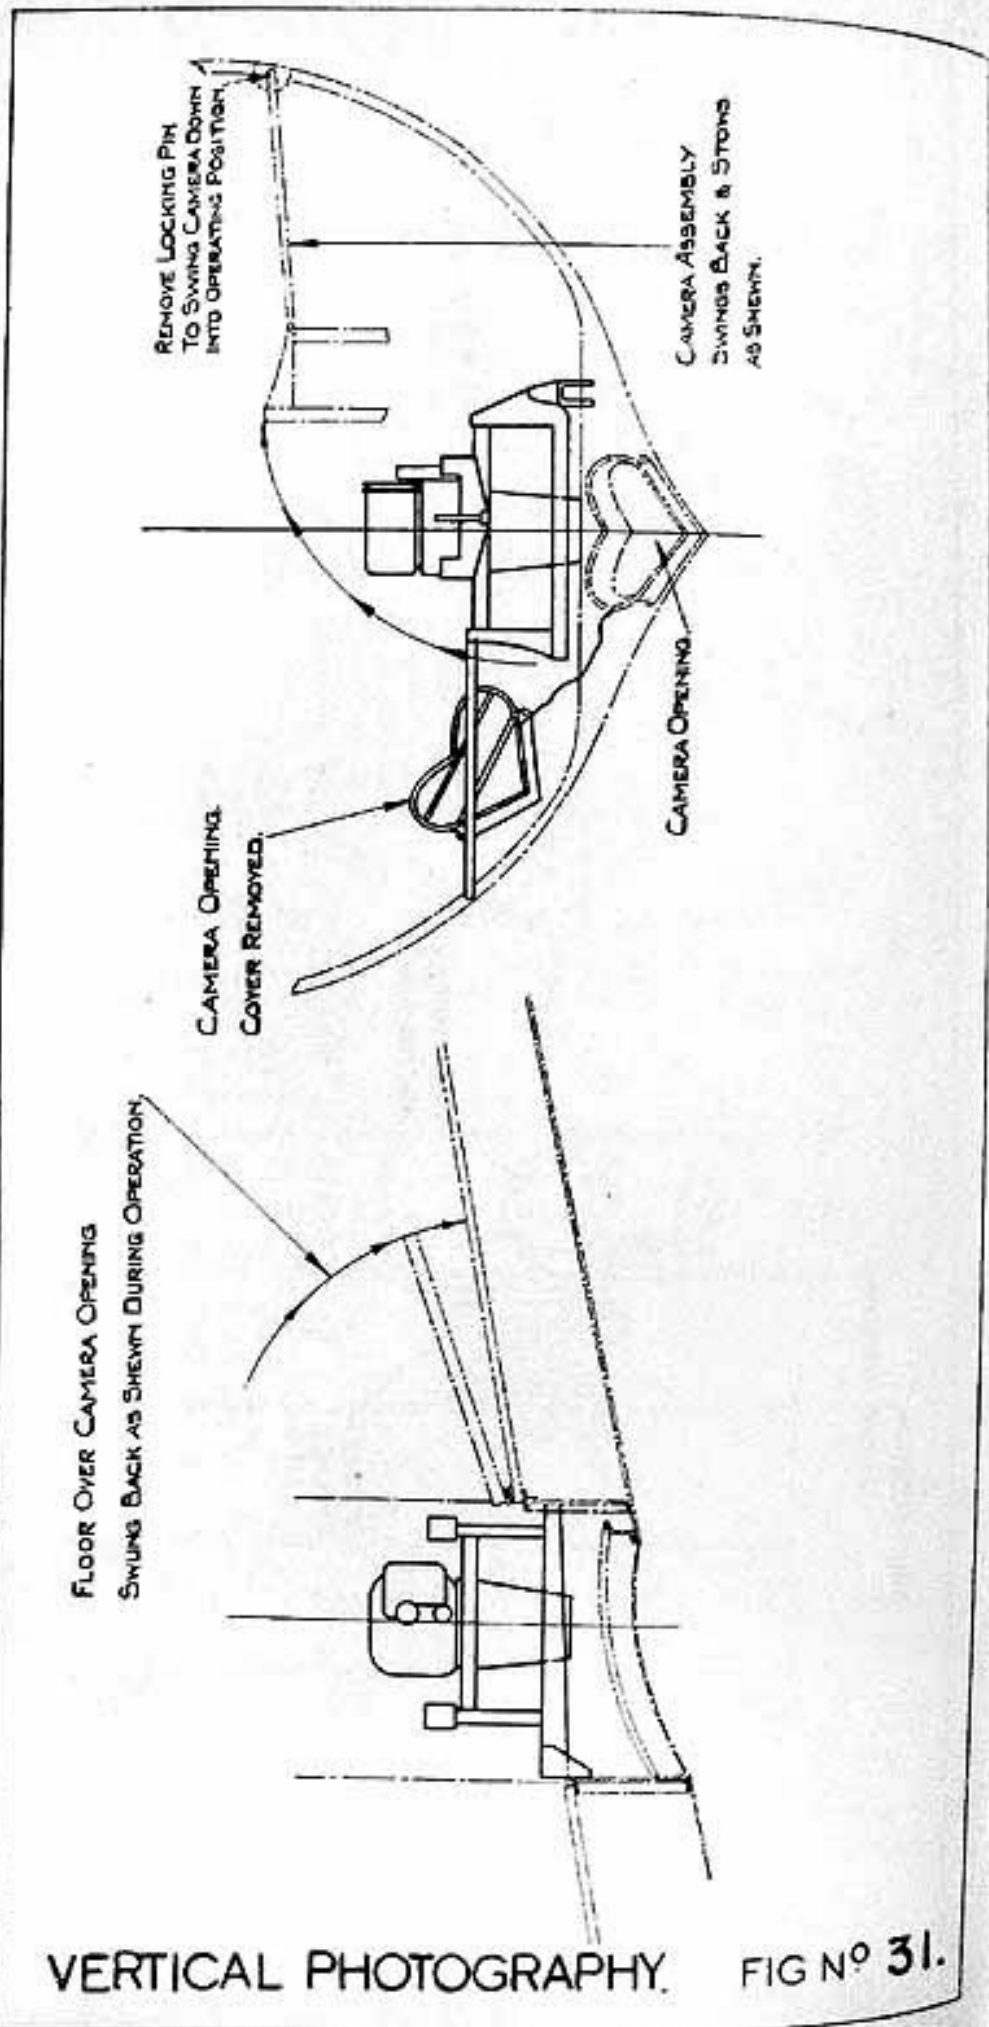 REMOVE LOCKING PIN
TO SWING CAMERA DOWN
INTO OPERATING POSITION.
CAMERA ASSEMBLY
SWINGS BACK & STOWS
AS SHEWN.
CAMERA OPENING.
COVER REMOVED.
CAMERA OPENING.
FLOOR OVER CAMERA OPENING
SWUNG BACK AS SHEWN DURING OPERATION.
VERTICAL PHOTOGRAPHY. FIG Nº 31.